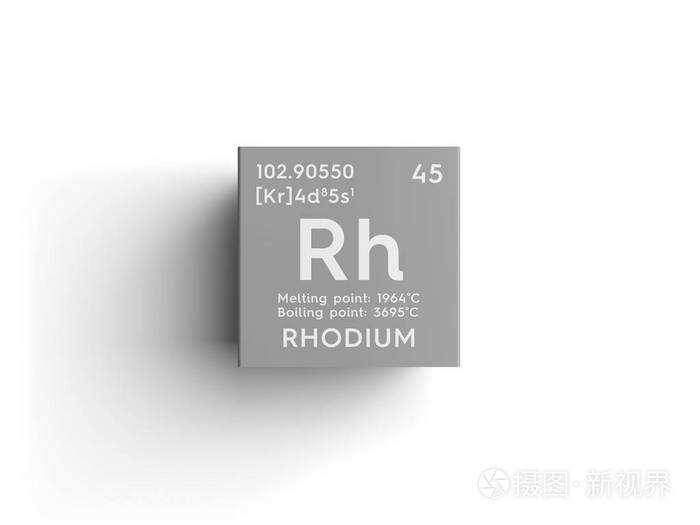 102.90550 45
[Kr]4d⁸5s¹
Rh
Melting point: 1964°C
Boiling point: 3695°C
RHODIUM
摄图·新视界